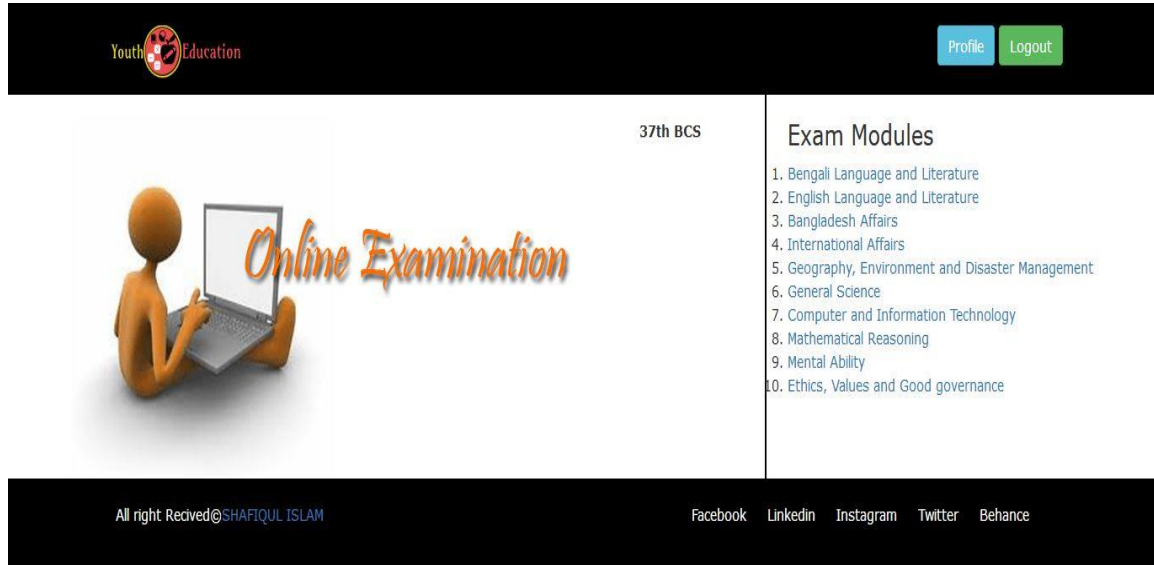 Youth Education
Profile Logout
Online Examination
37th BCS
Exam Modules
1. Bengali Language and Literature
2. English Language and Literature
3. Bangladesh Affairs
4. International Affairs
5. Geography, Environment and Disaster Management
6. General Science
7. Computer and Information Technology
8. Mathematical Reasoning
9. Mental Ability
10. Ethics, Values and Good governance
All right Recived©SHAFIQUL ISLAM
Facebook Linkedin Instagram Twitter Behance